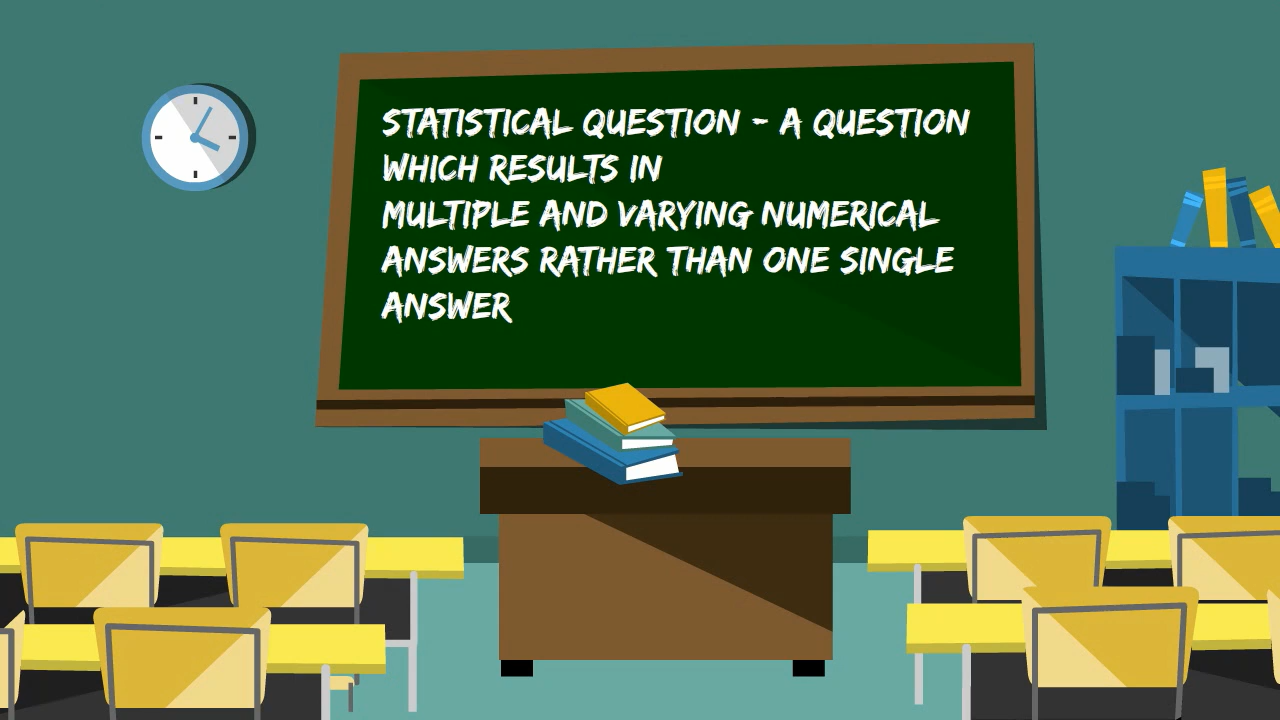 STATISTICAL QUESTION - A QUESTION
WHICH RESULTS IN
MULTIPLE AND VARYING NUMERICAL
ANSWERS RATHER THAN ONE SINGLE
ANSWER